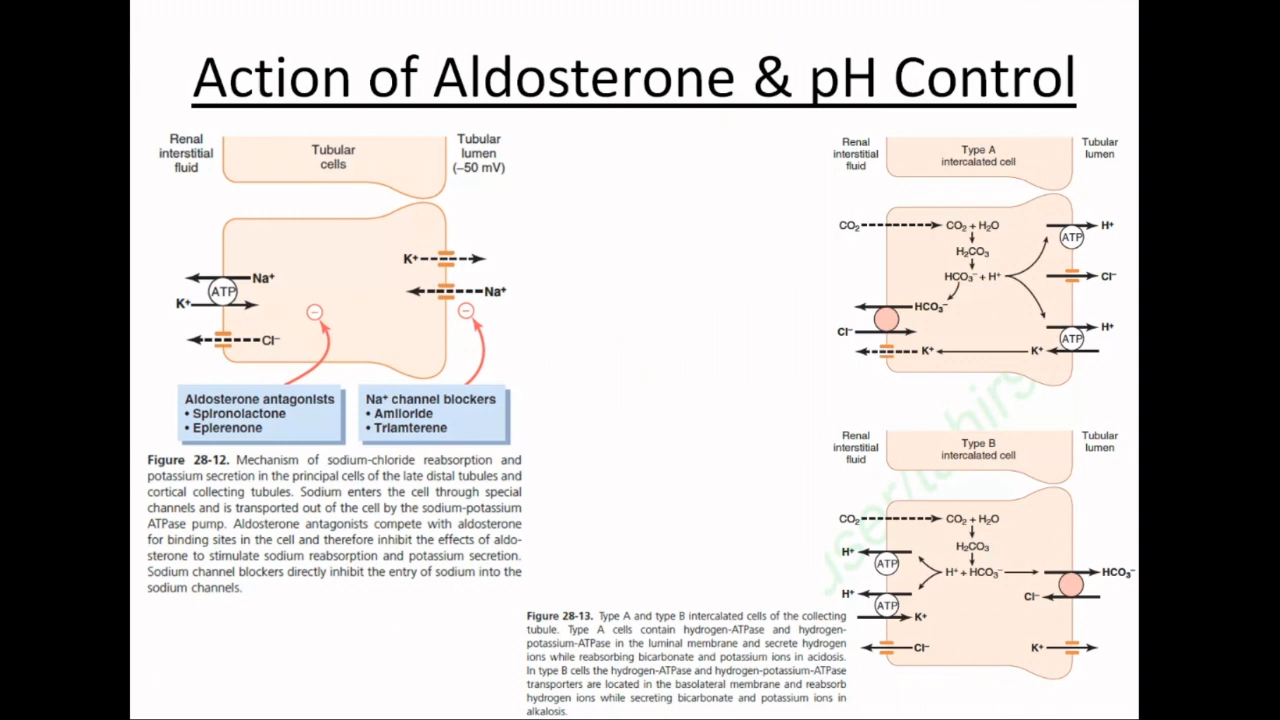 Action of Aldosterone & pH Control
Renal
interstitial
fluid
Tubular
cells
Tubular
lumen
(–50 mV)
K⁺
Na⁺
ATP
K⁺
Na⁺
Cl⁻
Aldosterone antagonists
• Spironolactone
• Eplerenone
Na⁺ channel blockers
• Amiloride
• Triamterene
Figure 28-12. Mechanism of sodium-chloride reabsorption and
potassium secretion in the principal cells of the late distal tubules and
cortical collecting tubules. Sodium enters the cell through special
channels and is transported out of the cell by the sodium-potassium
ATPase pump. Aldosterone antagonists compete with aldosterone
for binding sites in the cell and therefore inhibit the effects of aldo-
sterone to stimulate sodium reabsorption and potassium secretion.
Sodium channel blockers directly inhibit the entry of sodium into the
sodium channels.
Renal
interstitial
fluid
Type A
intercalated cell
Tubular
lumen
CO₂
CO₂ + H₂O
H₂CO₃
HCO₃⁻ + H⁺
ATP
H⁺
Cl⁻
HCO₃⁻
Cl⁻
ATP
H⁺
K⁺
K⁺
Renal
interstitial
fluid
Type B
intercalated cell
Tubular
lumen
CO₂
CO₂ + H₂O
H₂CO₃
H⁺
ATP
H⁺ + HCO₃⁻
HCO₃⁻
H⁺
ATP
K⁺
Cl⁻
Cl⁻
K⁺
Figure 28-13. Type A and type B intercalated cells of the collecting
tubule. Type A cells contain hydrogen-ATPase and hydrogen-
potassium-ATPase in the luminal membrane and secrete hydrogen
ions while reabsorbing bicarbonate and potassium ions in acidosis.
In type B cells the hydrogen-ATPase and hydrogen-potassium-ATPase
transporters are located in the basolateral membrane and reabsorb
hydrogen ions while secreting bicarbonate and potassium ions in
alkalosis.